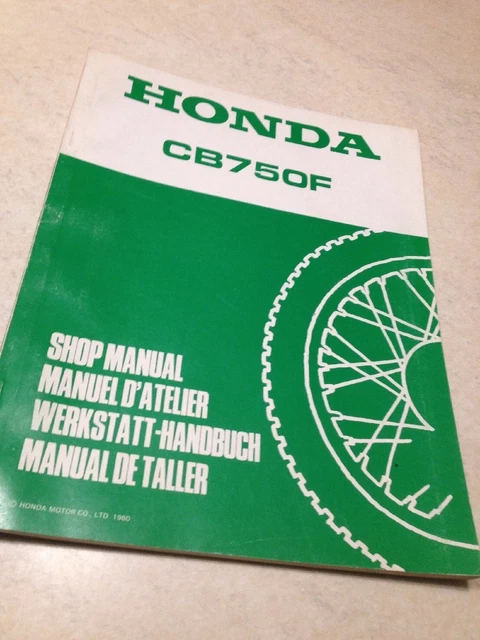 HONDA
CB750F
SHOP MANUAL
MANUEL D'ATELIER
WERKSTATT-HANDBUCH
MANUAL DE TALLER
© HONDA MOTOR CO., LTD 1980